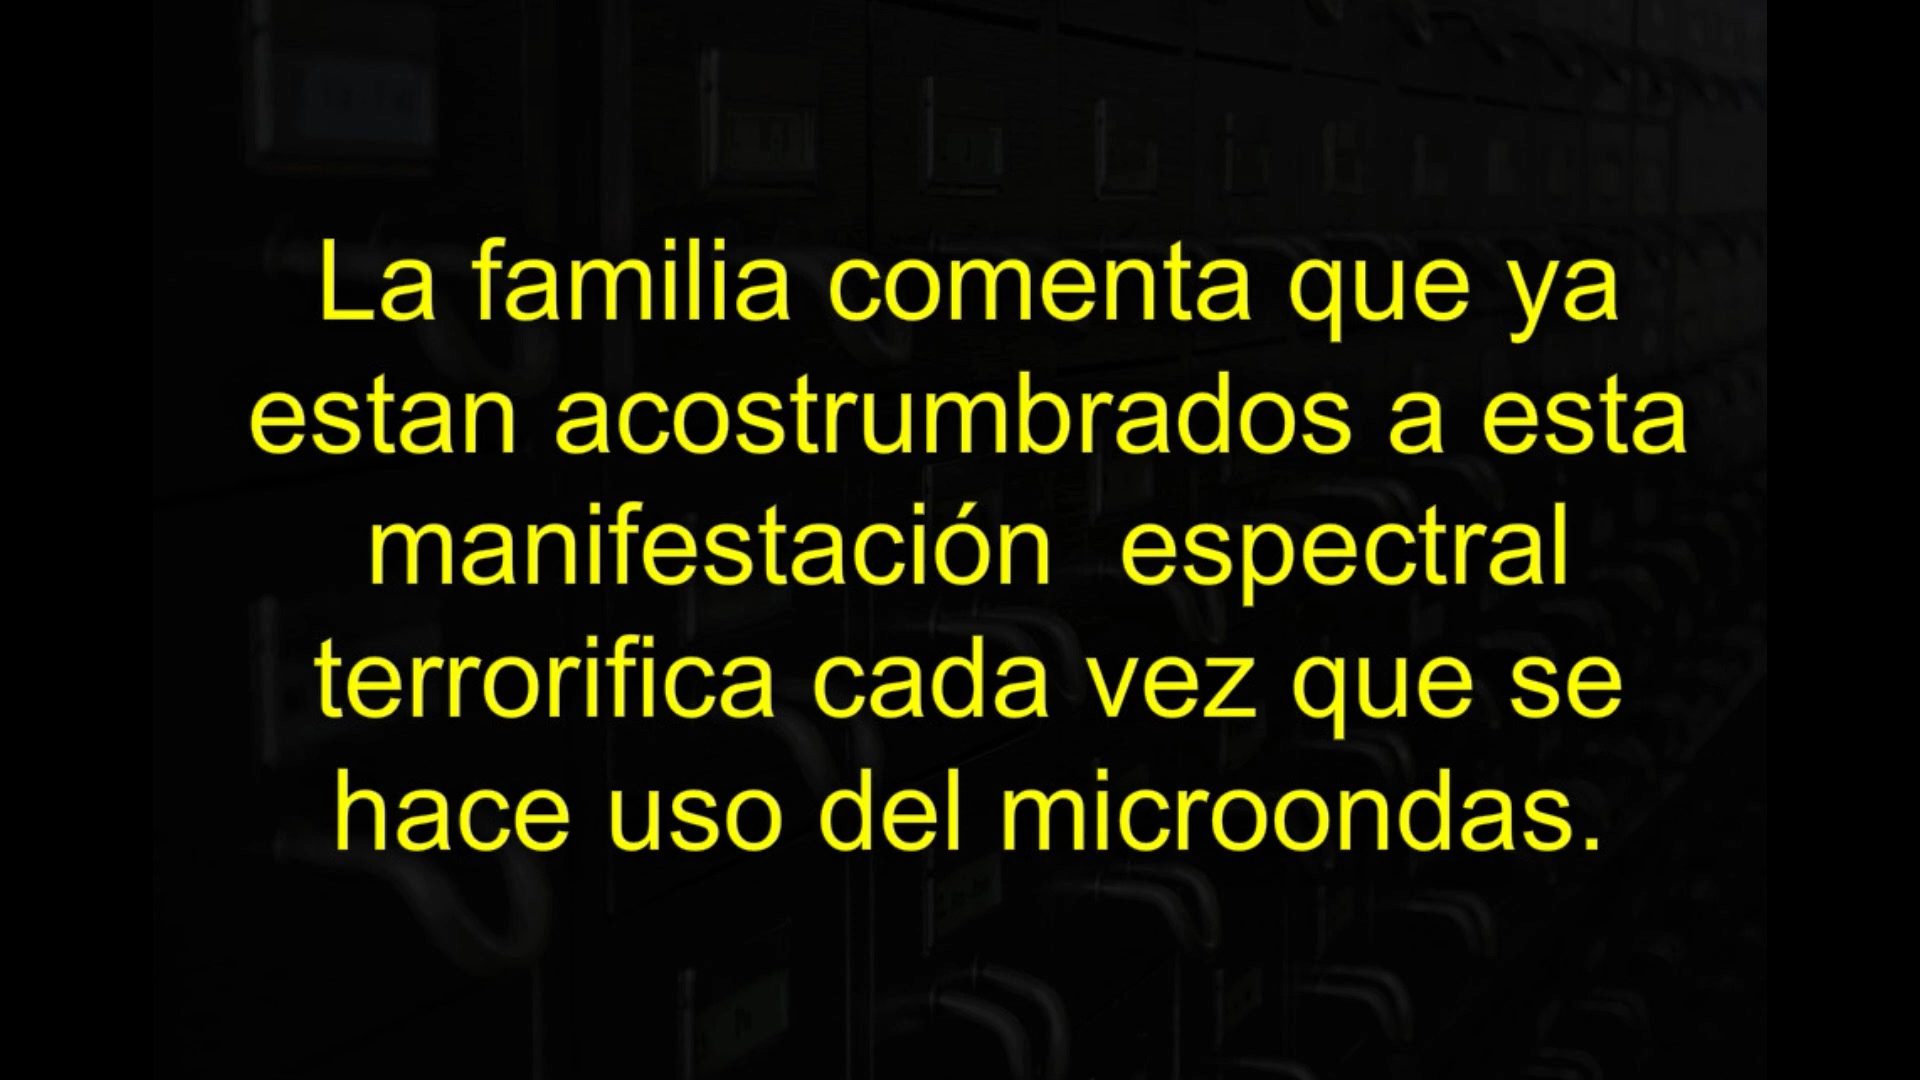 La familia comenta que ya
estan acostrumbrados a esta
manifestación  espectral
terrorifica cada vez que se
hace uso del microondas.